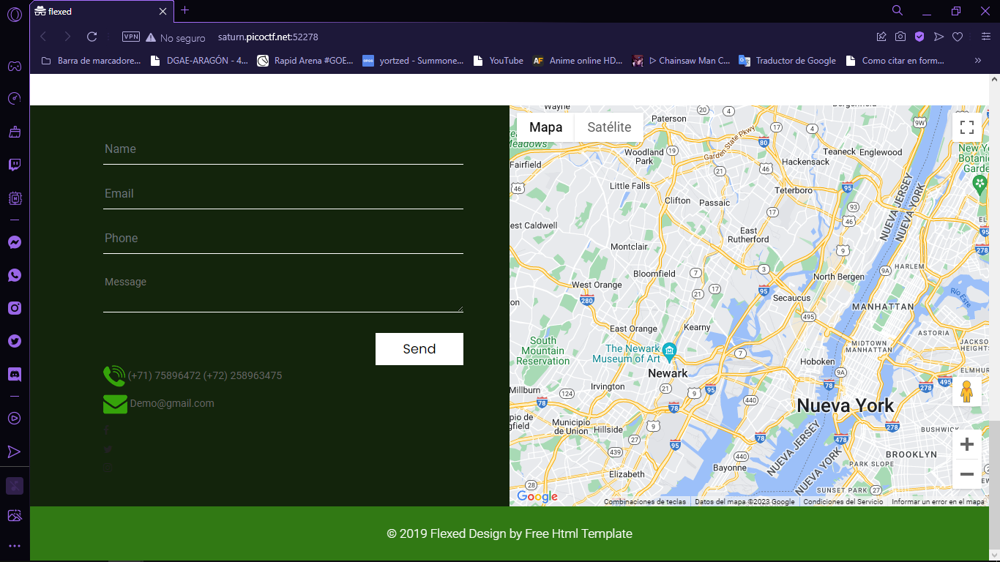 flexed
VPN
No seguro
saturn.picoctf.net:52278
Barra de marcadore...
DGAE-ARAGÓN - 4...
Rapid Arena #GOE...
yortzed - Summone...
YouTube
Anime online HD...
▷ Chainsaw Man C...
Traductor de Google
Como citar en form...
»
Name
Email
Phone
Message
Send
(+71) 75896472 (+72) 258963475
Demo@gmail.com
Mapa
Satélite
Wayne
Paterson
Garden State Pkwy
Teaneck
Englewood
Woodland
Park
Hackensack
Fairfield
Little Falls
Teterboro
Clifton
Passaic
est Caldwell
East
Rutherford
Montclair
NUEVA JERSEY
NUEVA YORK
HARLEM
Bloomfield
West Orange
North Bergen
Secaucus
MANHATTAN
Río Este
East Orange
Kearny
ASTORIA
South
Mountain
Reservation
The Newark
Museum of Art
MIDTOWN
MANHATTAN
JACKSON
HEIGHTS
Hoboken
Newark
Millburn
Irvington
Nueva York
Municipio
de Union
Hillside
BUSHWICK
NUEVA JERSEY
NUEVA YORK
BROOKLYN
PARK SLOPE
Bayonne
Elizabeth
SUNSET PARK
Google
Combinaciones de teclas
Datos del mapa ©2023 Google
Condiciones del Servicio
Informar un error en el mapa
© 2019 Flexed Design by Free Html Template